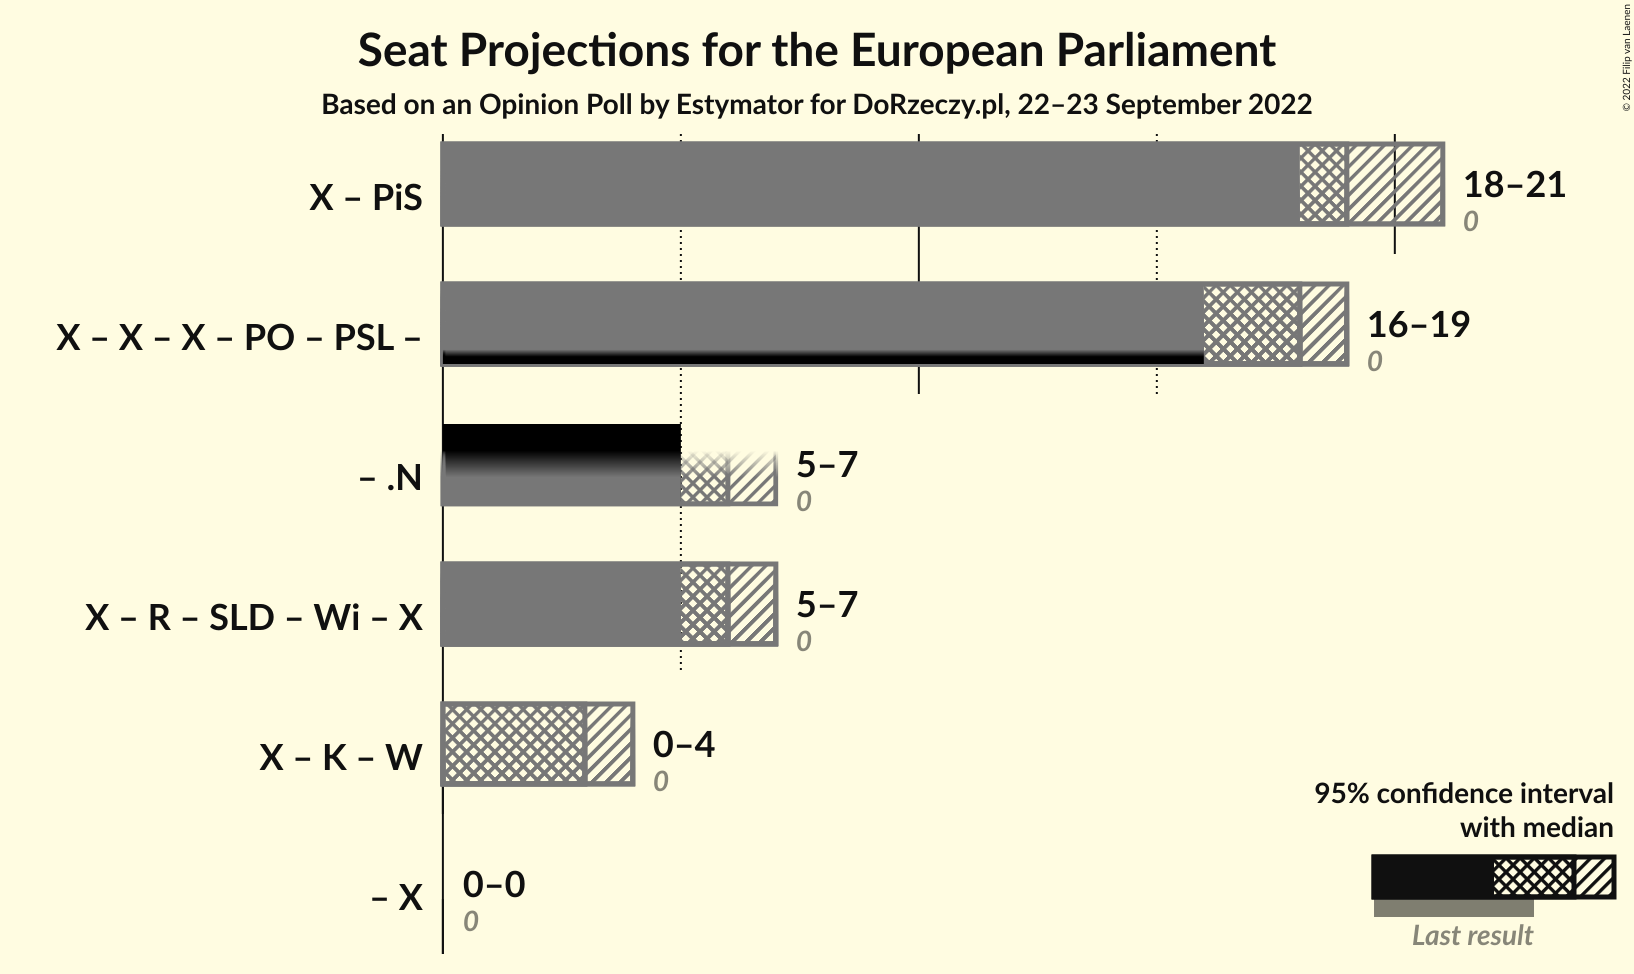 Seat Projections for the European Parliament
Based on an Opinion Poll by Estymator for DoRzeczy.pl, 22–23 September 2022
© 2022 Filip van Laenen
X – PiS
18–21
0
X – X – X – PO – PSL –
16–19
0
– .N
5–7
0
X – R – SLD – Wi – X
5–7
0
X – K – W
0–4
0
– X
0–0
0
95% confidence interval
with median
Last result